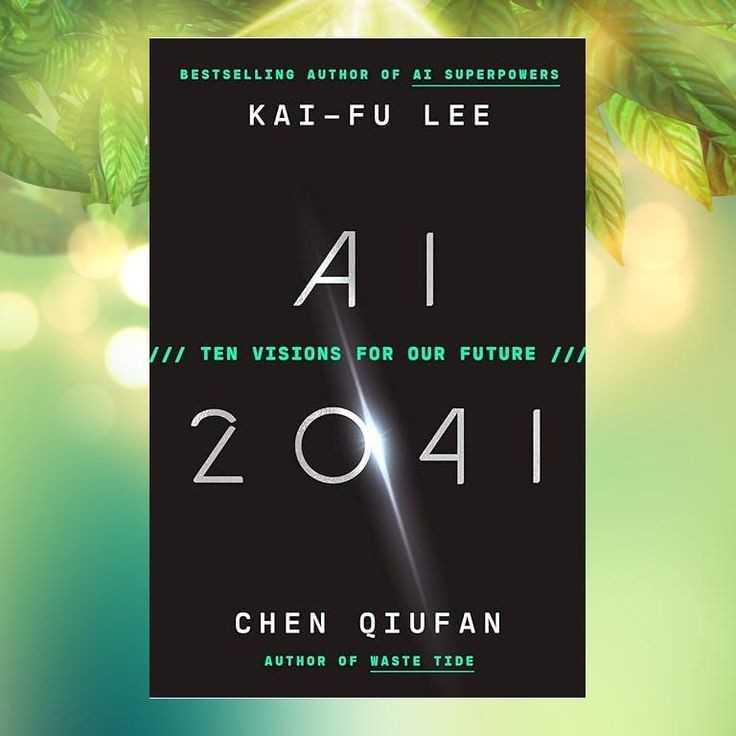 BESTSELLING AUTHOR OF AI SUPERPOWERS
KAI-FU LEE
AI
/// TEN VISIONS FOR OUR FUTURE ///
2041
CHEN QIUFAN
AUTHOR OF WASTE TIDE